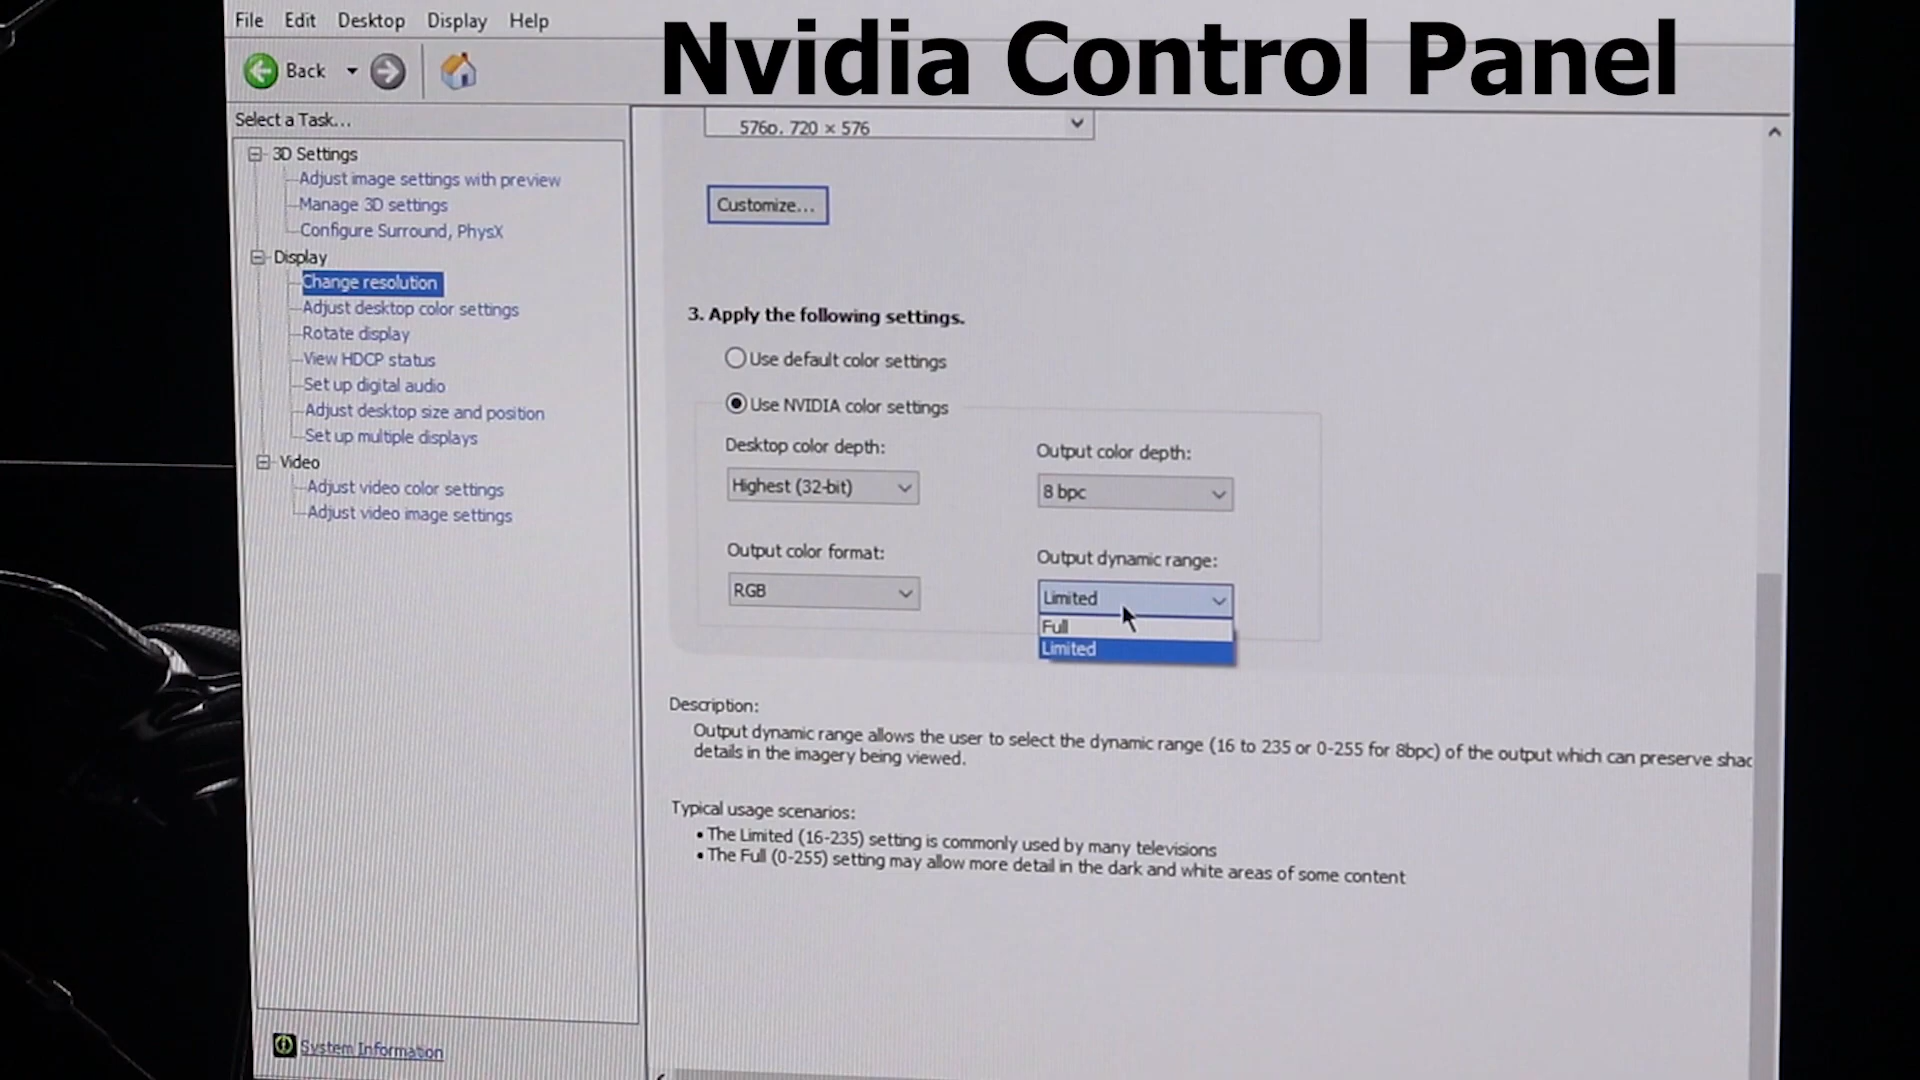 File Edit Desktop Display Help
Nvidia Control Panel
Back
Select a Task...
3D Settings
Adjust image settings with preview
Manage 3D settings
Configure Surround, PhysX
Display
Change resolution
Adjust desktop color settings
Rotate display
View HDCP status
Set up digital audio
Adjust desktop size and position
Set up multiple displays
Video
Adjust video color settings
Adjust video image settings
System Information
576p, 720 × 576
Customize...
3. Apply the following settings.
Use default color settings
Use NVIDIA color settings
Desktop color depth:
Output color depth:
Highest (32-bit)
8 bpc
Output color format:
Output dynamic range:
RGB
Limited
Full
Limited
Description:
Output dynamic range allows the user to select the dynamic range (16 to 235 or 0-255 for 8bpc) of the output which can preserve shad
details in the imagery being viewed.
Typical usage scenarios:
• The Limited (16-235) setting is commonly used by many televisions
• The Full (0-255) setting may allow more detail in the dark and white areas of some content